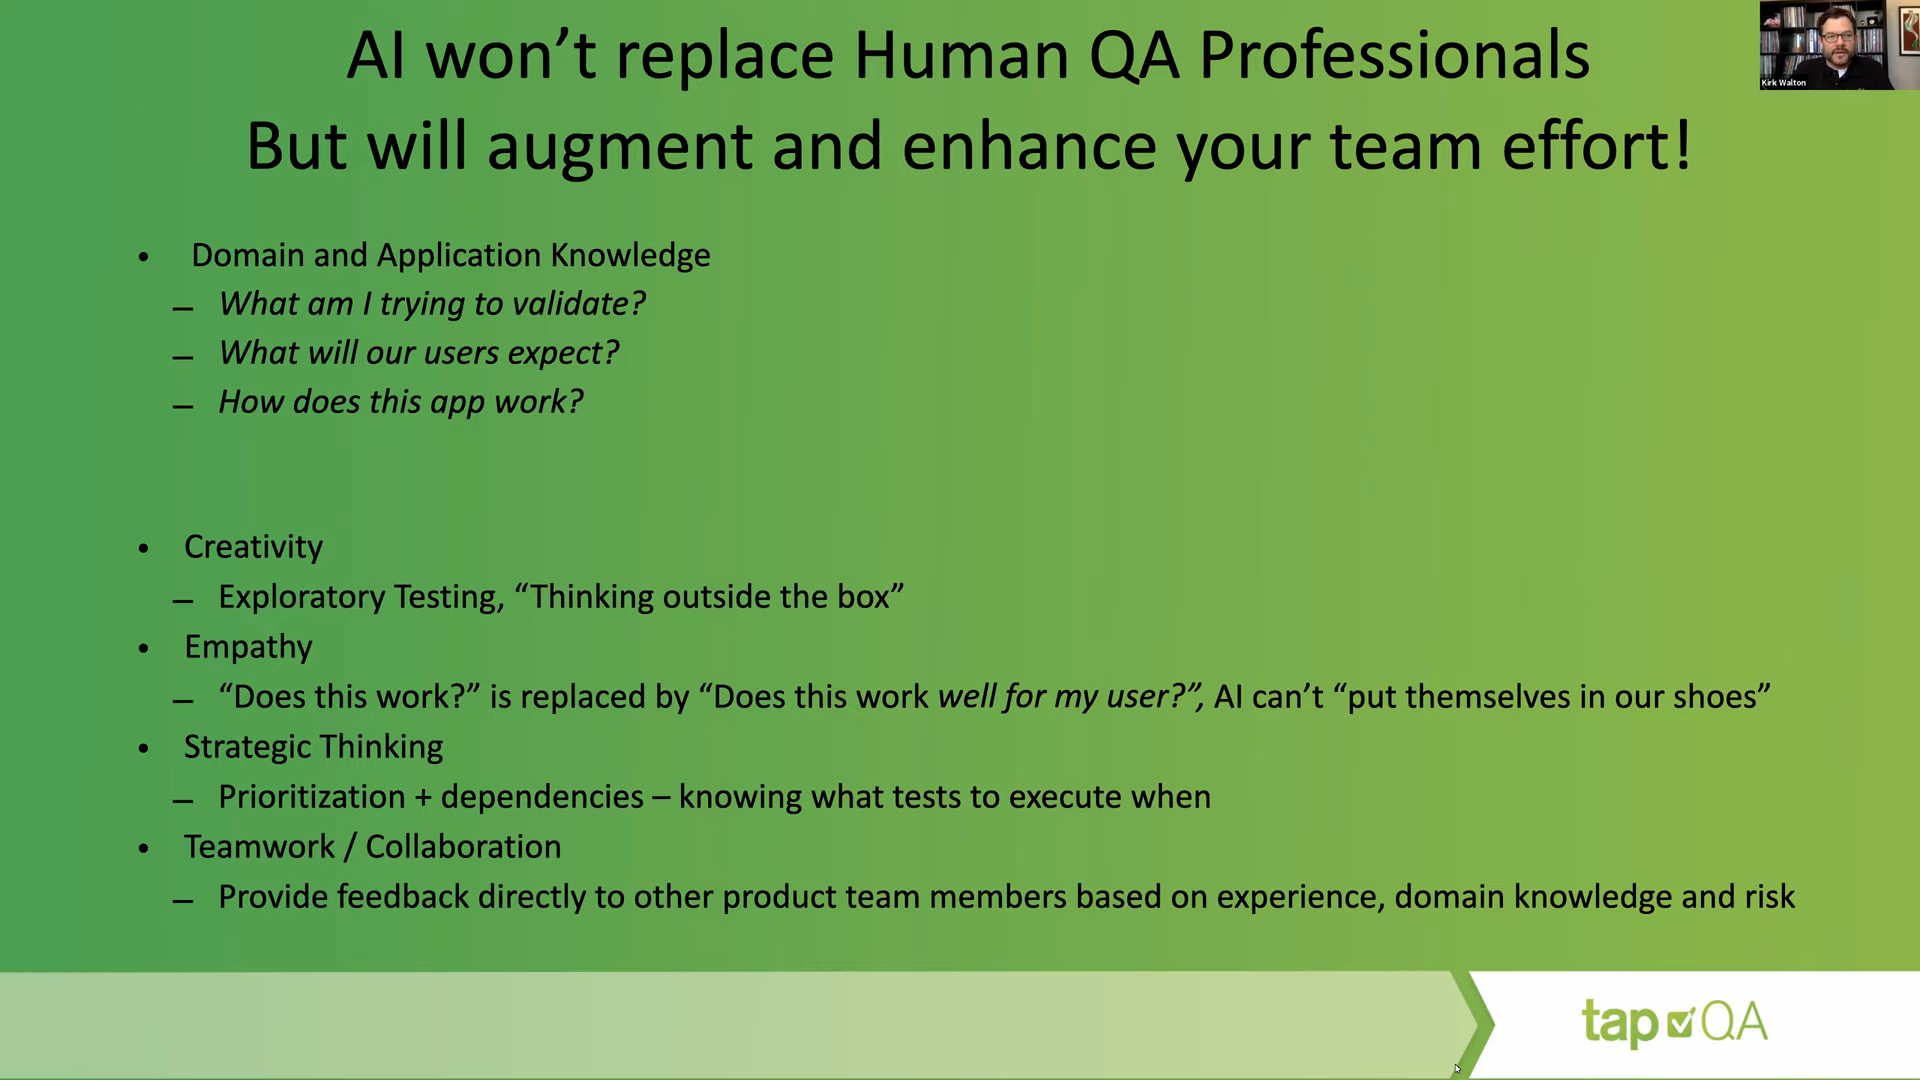 AI won’t replace Human QA Professionals
But will augment and enhance your team effort!
Kirk Walton
• Domain and Application Knowledge
– What am I trying to validate?
– What will our users expect?
– How does this app work?
• Creativity
– Exploratory Testing, “Thinking outside the box”
• Empathy
– “Does this work?” is replaced by “Does this work well for my user?”, AI can’t “put themselves in our shoes”
• Strategic Thinking
– Prioritization + dependencies – knowing what tests to execute when
• Teamwork / Collaboration
– Provide feedback directly to other product team members based on experience, domain knowledge and risk
tap QA